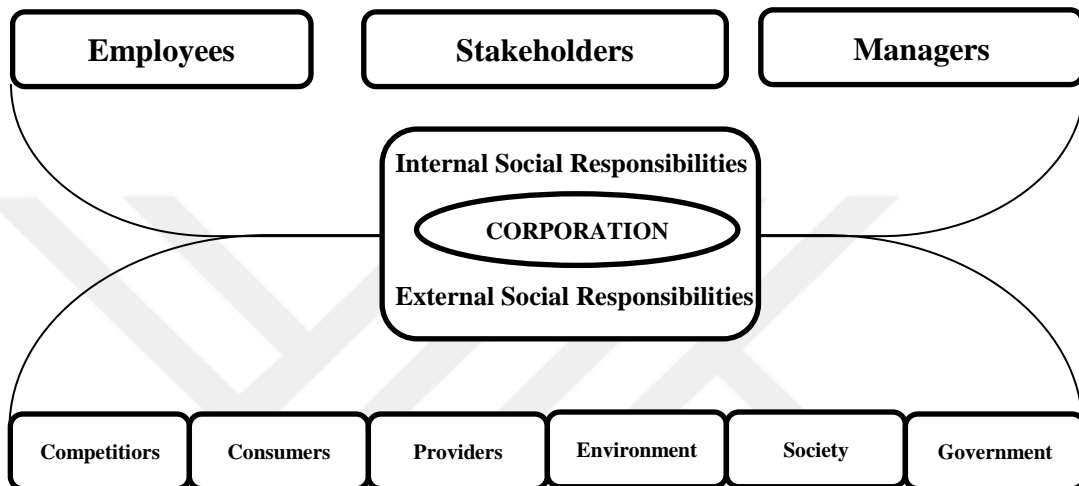 Employees
Stakeholders
Managers
Internal Social Responsibilities
CORPORATION
External Social Responsibilities
Competitiors
Consumers
Providers
Environment
Society
Government